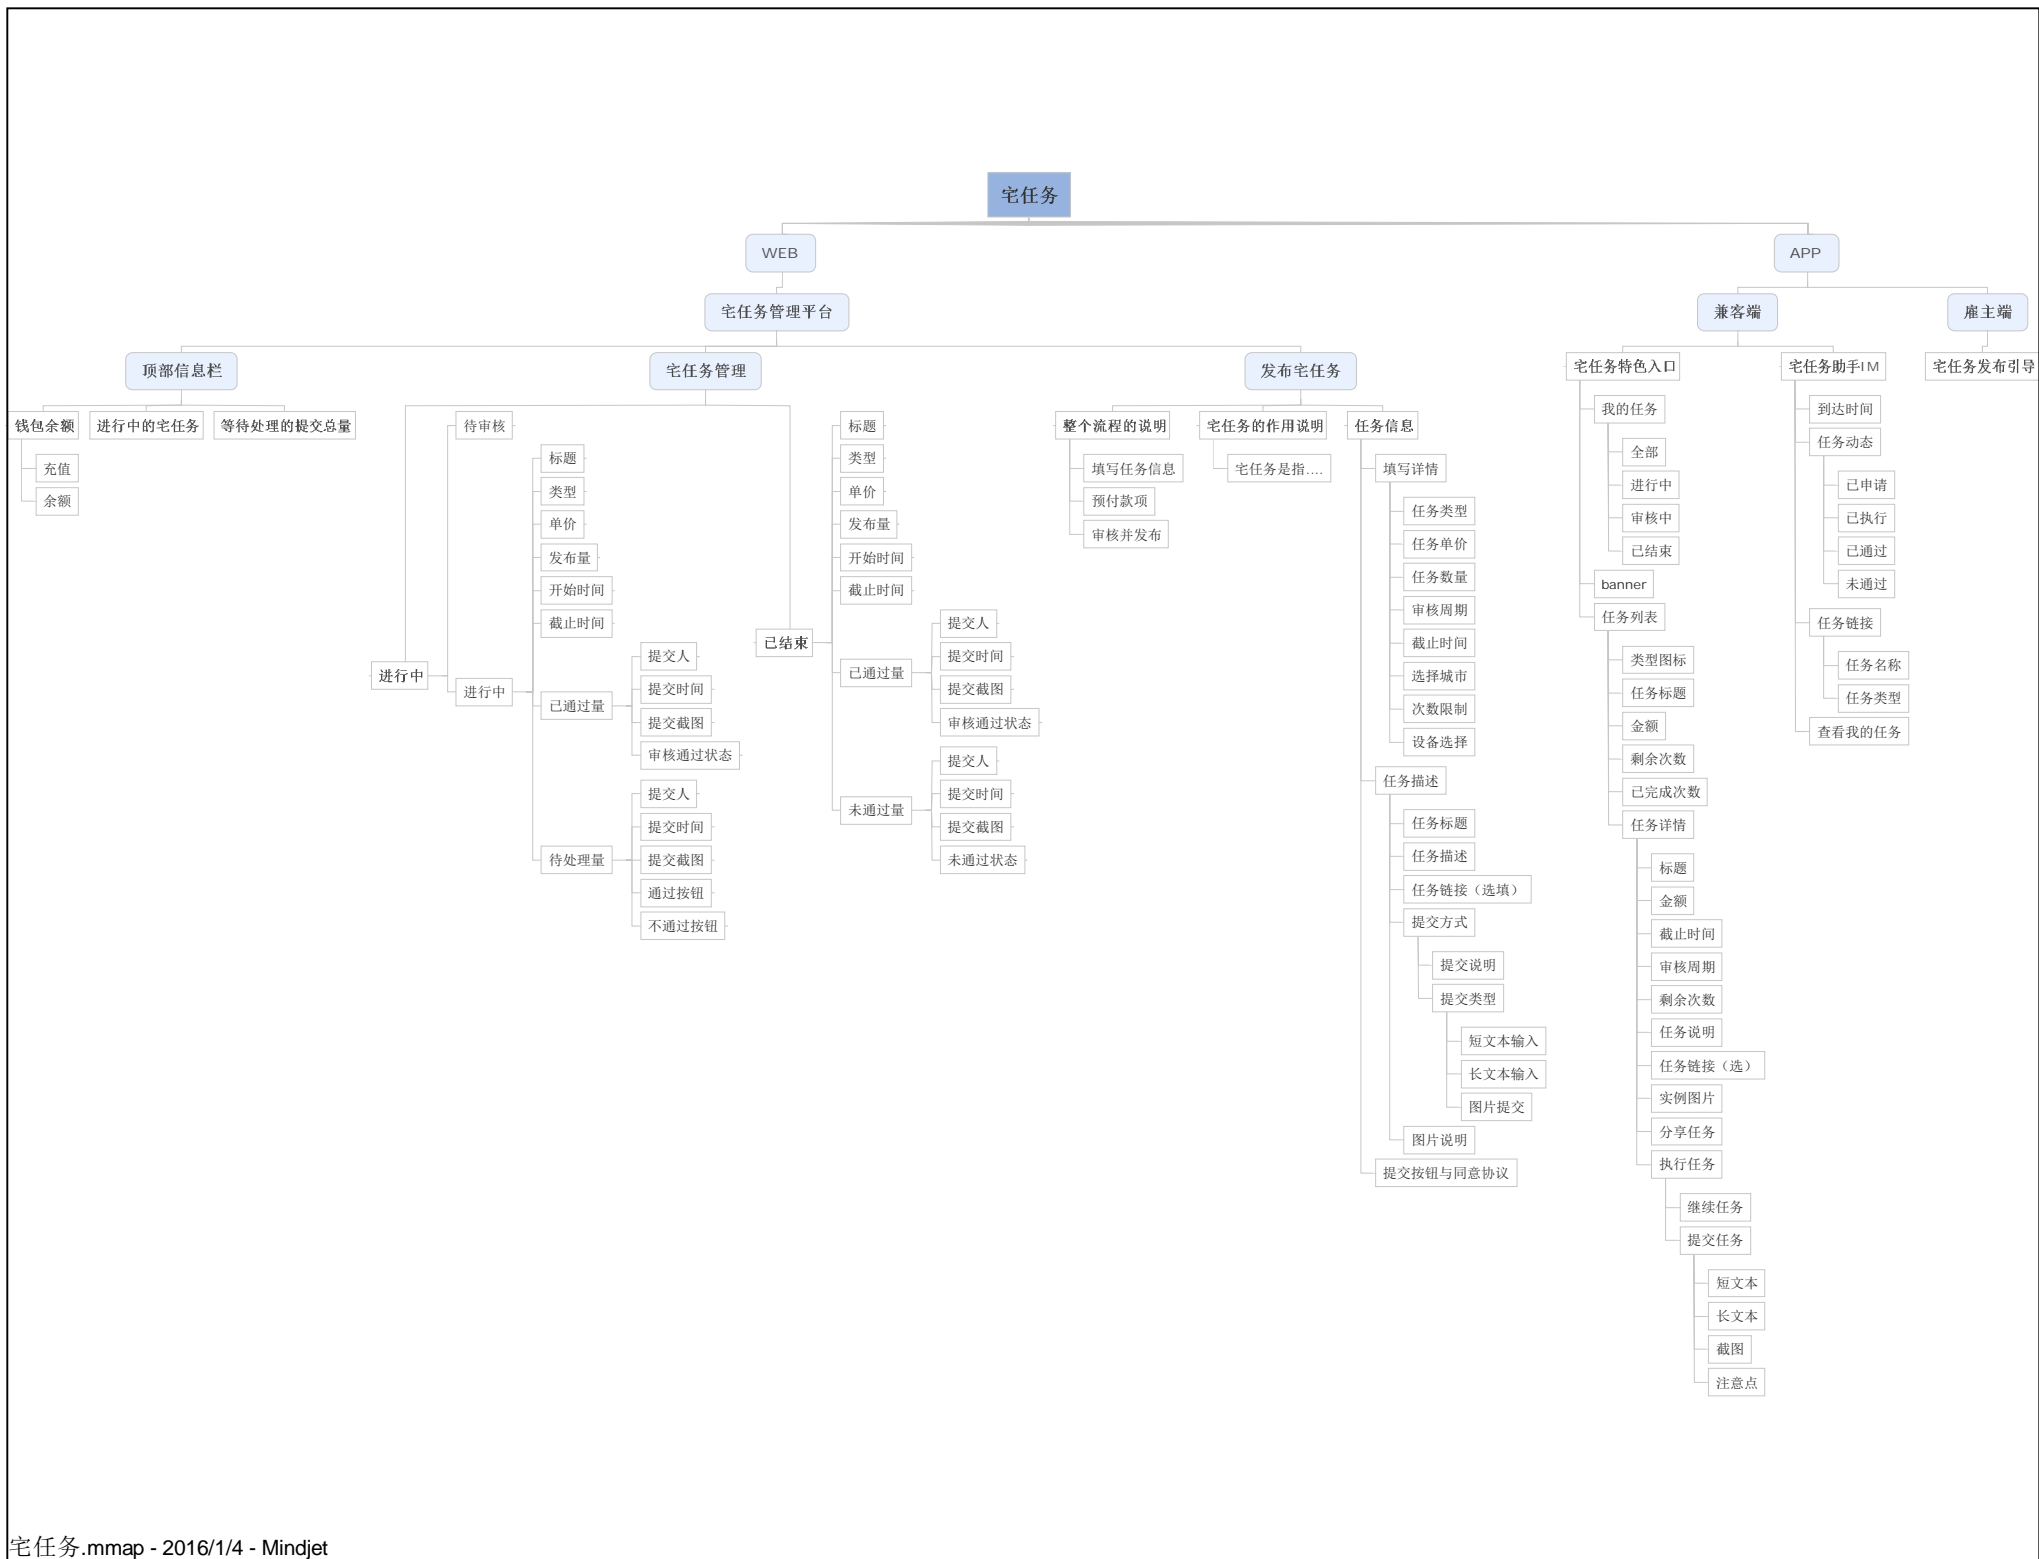 宅任务
WEB
APP
宅任务管理平台
兼客端
雇主端
顶部信息栏
宅任务管理
发布宅任务
宅任务特色入口
宅任务助手IM
宅任务发布引导
钱包余额
进行中的宅任务
等待处理的提交总量
充值
余额
进行中
待审核
进行中
标题
类型
单价
发布量
开始时间
截止时间
已通过量
提交人
提交时间
提交截图
审核通过状态
待处理量
提交人
提交时间
提交截图
通过按钮
不通过按钮
已结束
标题
类型
单价
发布量
开始时间
截止时间
已通过量
提交人
提交时间
提交截图
审核通过状态
未通过量
提交人
提交时间
提交截图
未通过状态
整个流程的说明
填写任务信息
预付款项
审核并发布
宅任务的作用说明
宅任务是指....
任务信息
填写详情
任务类型
任务单价
任务数量
审核周期
截止时间
选择城市
次数限制
设备选择
任务描述
任务标题
任务描述
任务链接（选填）
提交方式
提交说明
提交类型
短文本输入
长文本输入
图片提交
图片说明
提交按钮与同意协议
我的任务
全部
进行中
审核中
已结束
banner
任务列表
类型图标
任务标题
金额
剩余次数
已完成次数
任务详情
标题
金额
截止时间
审核周期
剩余次数
任务说明
任务链接（选）
实例图片
分享任务
执行任务
继续任务
提交任务
短文本
长文本
截图
注意点
到达时间
任务动态
已申请
已执行
已通过
未通过
任务链接
任务名称
任务类型
查看我的任务
宅任务.mmap - 2016/1/4 - Mindjet